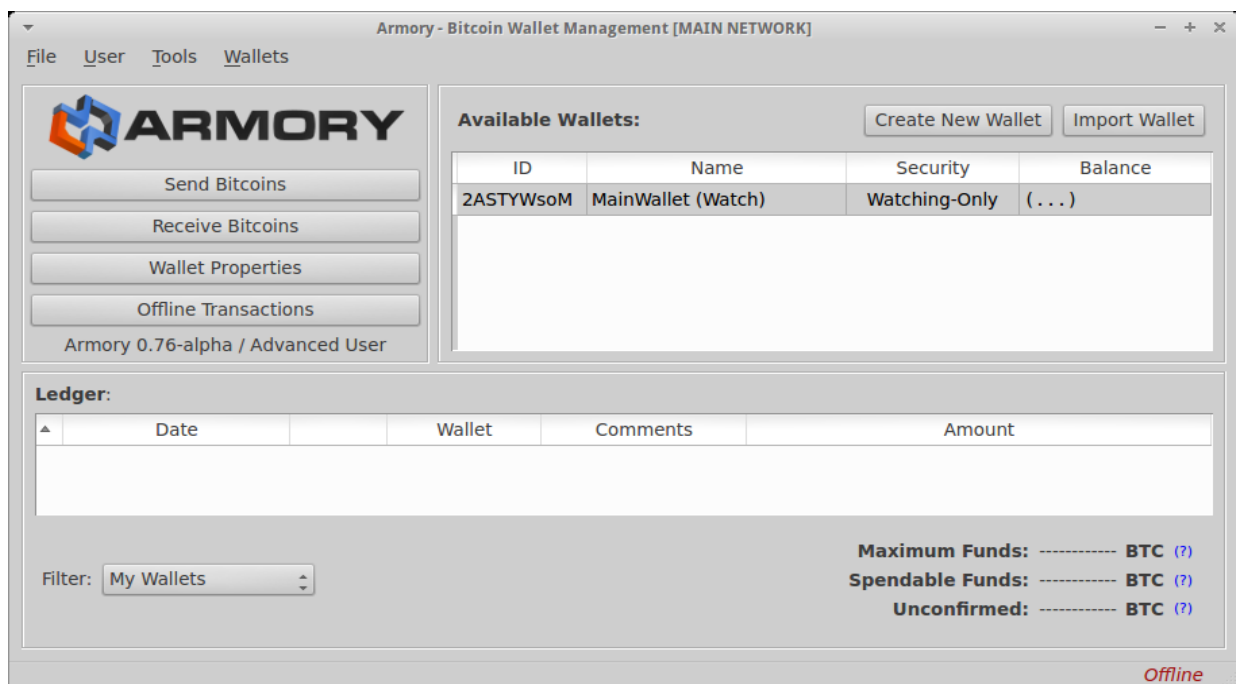 Armory - Bitcoin Wallet Management [MAIN NETWORK]
File User Tools Wallets
ARMORY
Send Bitcoins
Receive Bitcoins
Wallet Properties
Offline Transactions
Armory 0.76-alpha / Advanced User
Available Wallets:
Create New Wallet Import Wallet
ID Name Security Balance
2ASTYWsoM MainWallet (Watch) Watching-Only (...)
Ledger:
Date Wallet Comments Amount
Filter: My Wallets
Maximum Funds: ------------ BTC (?)
Spendable Funds: ------------ BTC (?)
Unconfirmed: ------------ BTC (?)
Offline